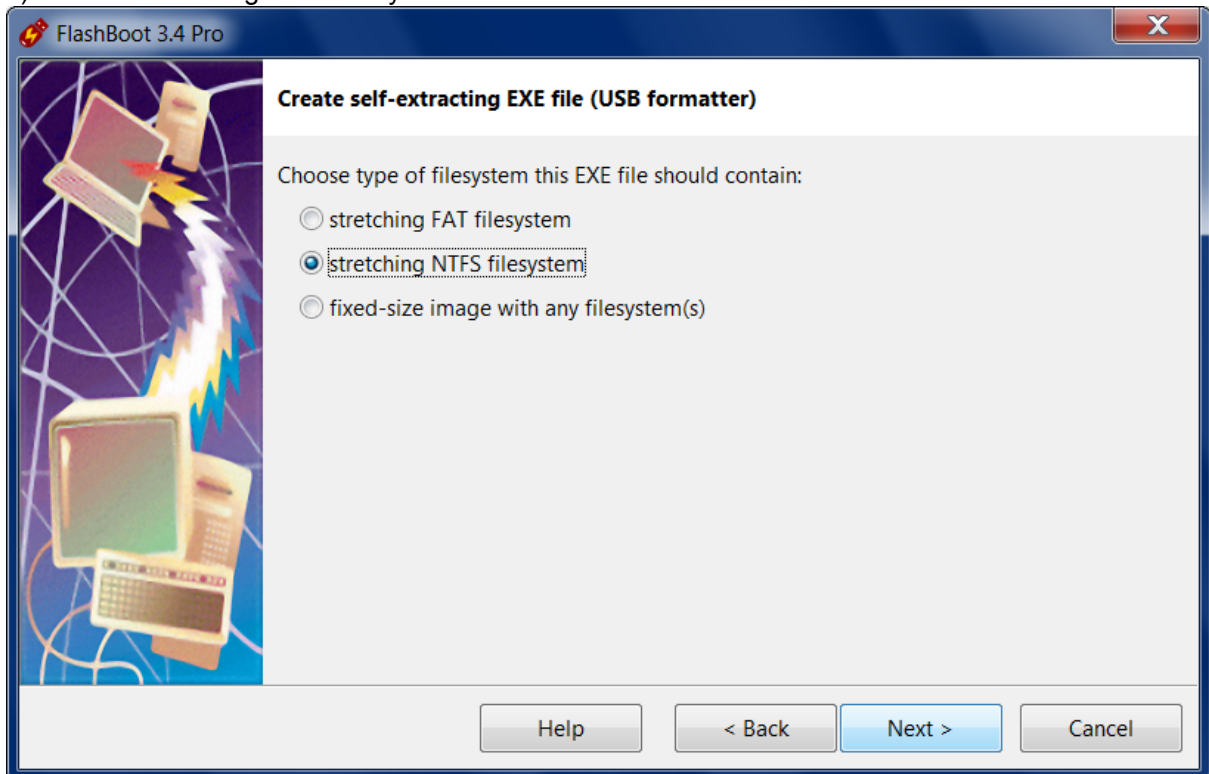 FlashBoot 3.4 Pro
Create self-extracting EXE file (USB formatter)
Choose type of filesystem this EXE file should contain:
stretching FAT filesystem
stretching NTFS filesystem
fixed-size image with any filesystem(s)
Help < Back Next > Cancel